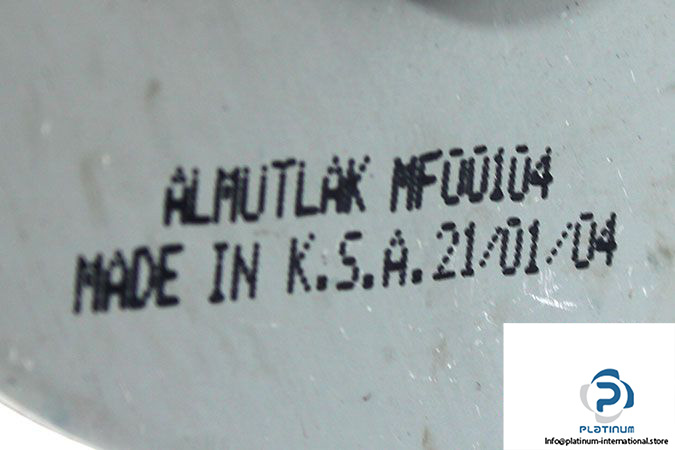 ALMUTLAK MF00104
MADE IN K.S.A. 21/01/04
PLATINUM
Info@platinum-international.store